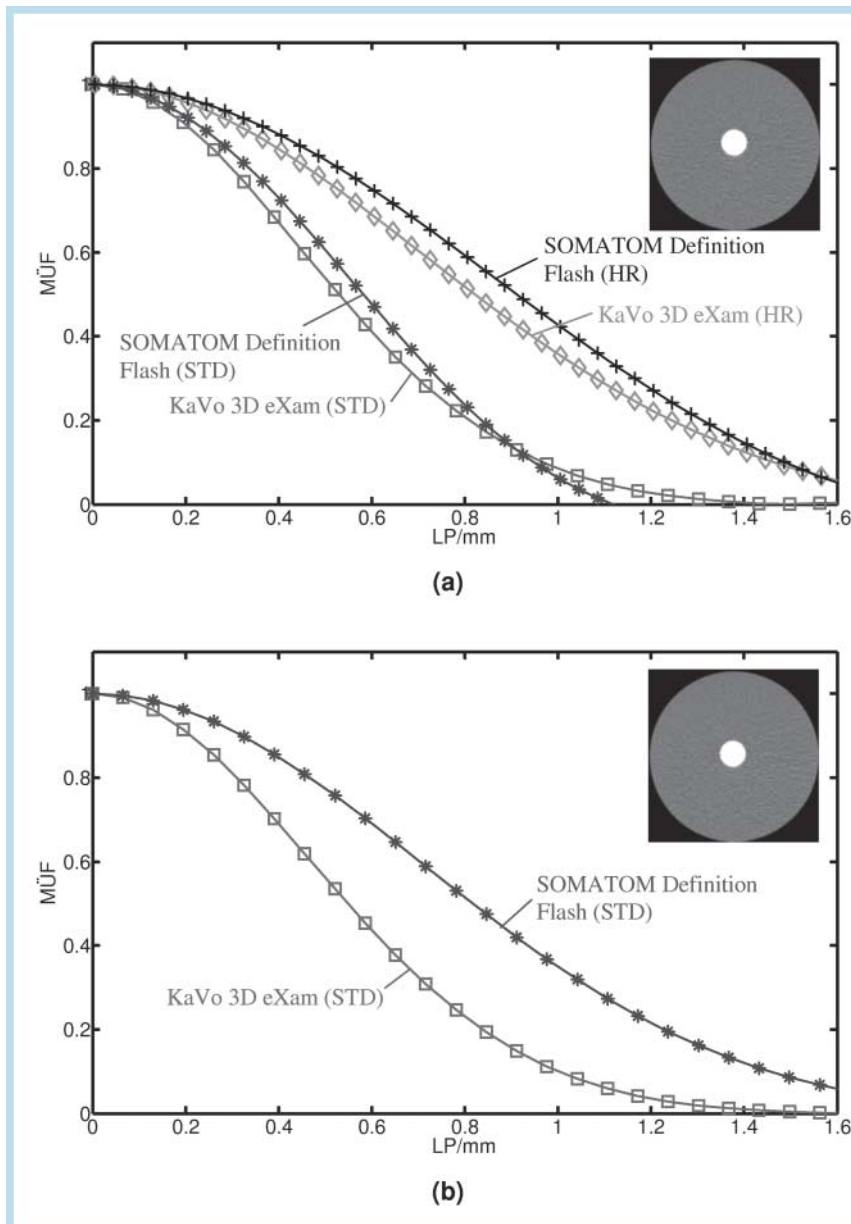 1
0.8
0.6
0.4
0.2
0
MÜF
SOMATOM Definition
Flash (HR)
KaVo 3D eXam (HR)
SOMATOM Definition
Flash (STD)
KaVo 3D eXam (STD)
0 0.2 0.4 0.6 0.8 1 1.2 1.4 1.6
LP/mm
(a)
1
0.8
0.6
0.4
0.2
0
MÜF
SOMATOM Definition
Flash (STD)
KaVo 3D eXam (STD)
0 0.2 0.4 0.6 0.8 1 1.2 1.4 1.6
LP/mm
(b)